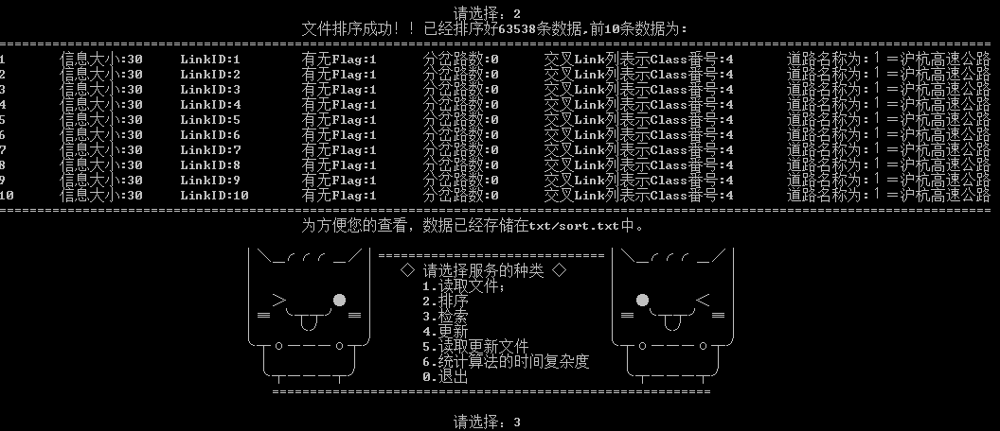 请选择：2
文件排序成功！！已经排序好63538条数据,前10条数据为：
1 信息大小:30 LinkID:1 有无Flag:1 分岔路数:0 交叉Link列表示Class番号:4 道路名称为：1＝沪杭高速公路
2 信息大小:30 LinkID:2 有无Flag:1 分岔路数:0 交叉Link列表示Class番号:4 道路名称为：1＝沪杭高速公路
3 信息大小:30 LinkID:3 有无Flag:1 分岔路数:0 交叉Link列表示Class番号:4 道路名称为：1＝沪杭高速公路
4 信息大小:30 LinkID:4 有无Flag:1 分岔路数:0 交叉Link列表示Class番号:4 道路名称为：1＝沪杭高速公路
5 信息大小:30 LinkID:5 有无Flag:1 分岔路数:0 交叉Link列表示Class番号:4 道路名称为：1＝沪杭高速公路
6 信息大小:30 LinkID:6 有无Flag:1 分岔路数:0 交叉Link列表示Class番号:4 道路名称为：1＝沪杭高速公路
7 信息大小:30 LinkID:7 有无Flag:1 分岔路数:0 交叉Link列表示Class番号:4 道路名称为：1＝沪杭高速公路
8 信息大小:30 LinkID:8 有无Flag:1 分岔路数:0 交叉Link列表示Class番号:4 道路名称为：1＝沪杭高速公路
9 信息大小:30 LinkID:9 有无Flag:1 分岔路数:0 交叉Link列表示Class番号:4 道路名称为：1＝沪杭高速公路
10 信息大小:30 LinkID:10 有无Flag:1 分岔路数:0 交叉Link列表示Class番号:4 道路名称为：1＝沪杭高速公路
为方便您的查看，数据已经存储在txt/sort.txt中。
◇ 请选择服务的种类 ◇
1.读取文件;
2.排序
3.检索
4.更新
5.读取更新文件
6.统计算法的时间复杂度
0.退出
请选择：3